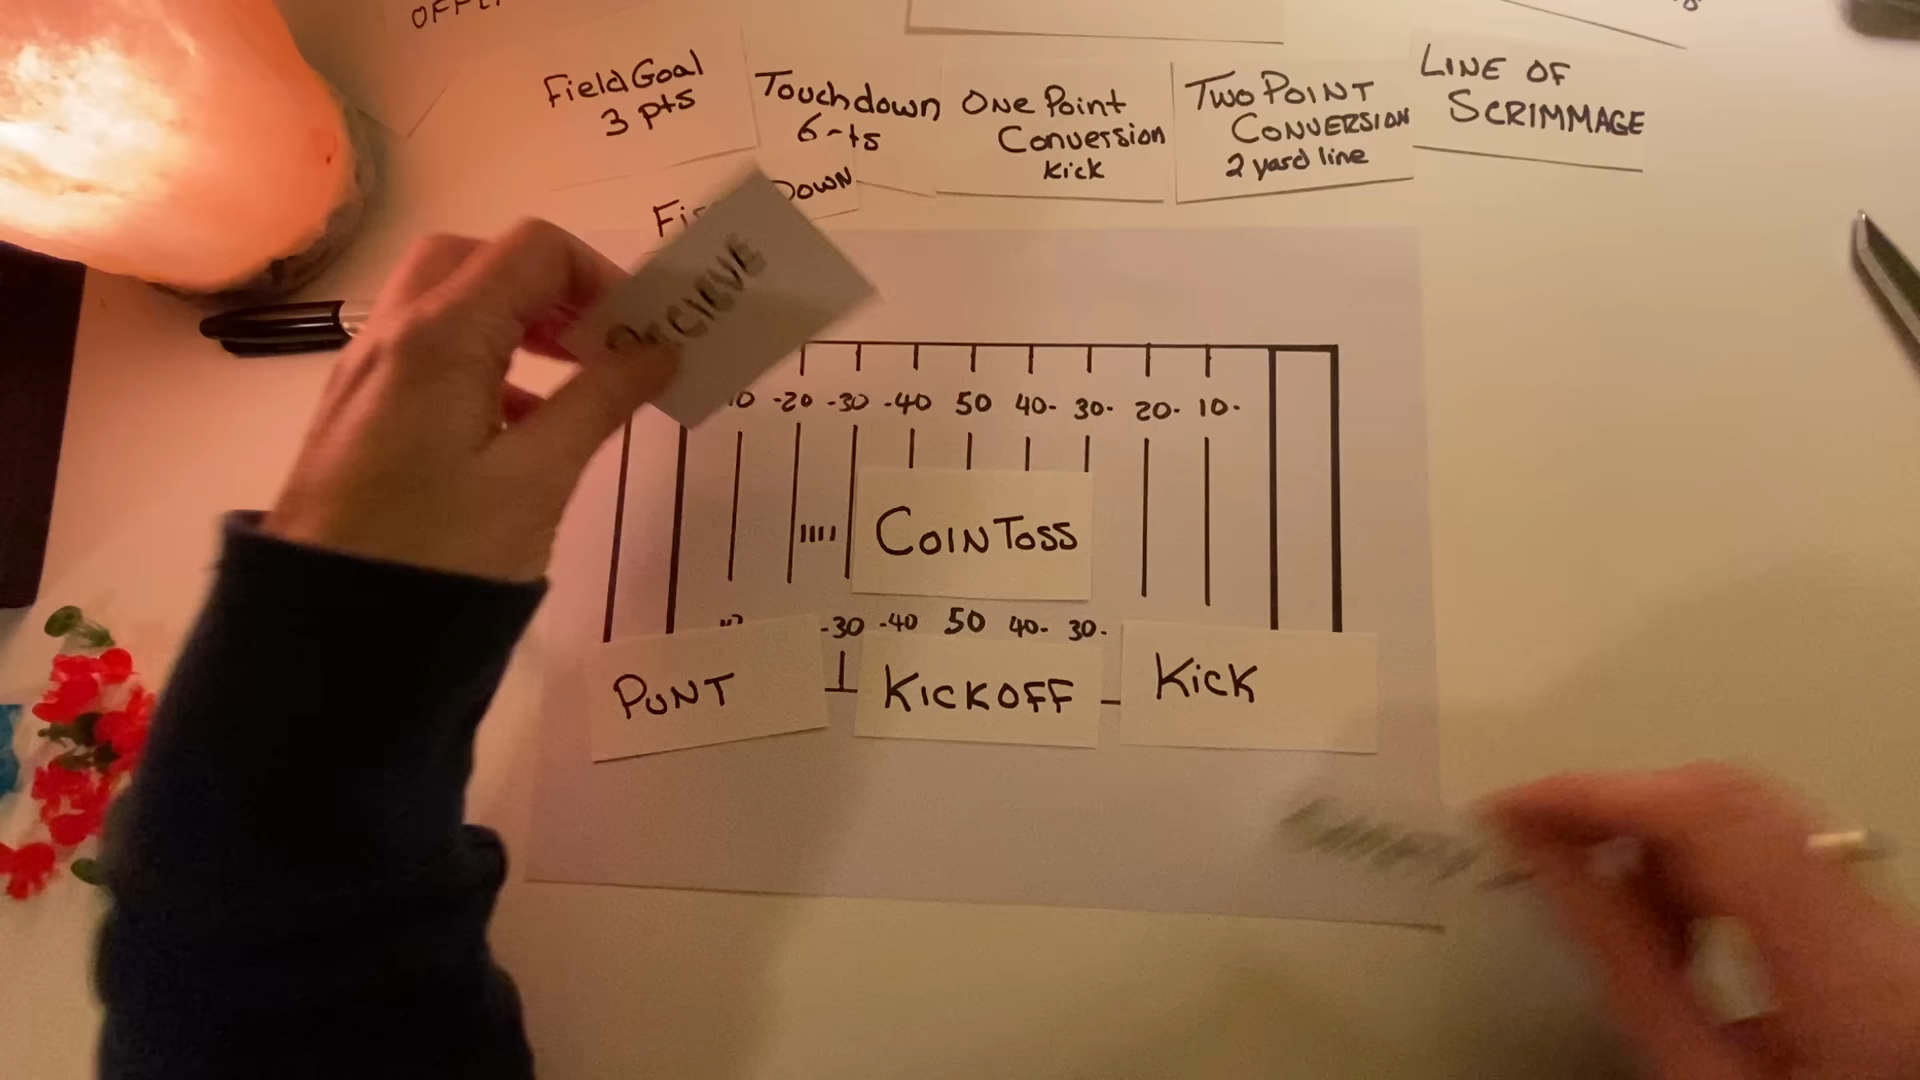 Field Goal
3 pts
Touchdown
6
One Point
Conversion
Kick
Two Point
Conversion
2 yard line
Line of
Scrimmage
Down
-20 -30 -40 50 40- 30- 20- 10-
Coin Toss
-30 -40 50 40- 30-
Punt
Kickoff
Kick